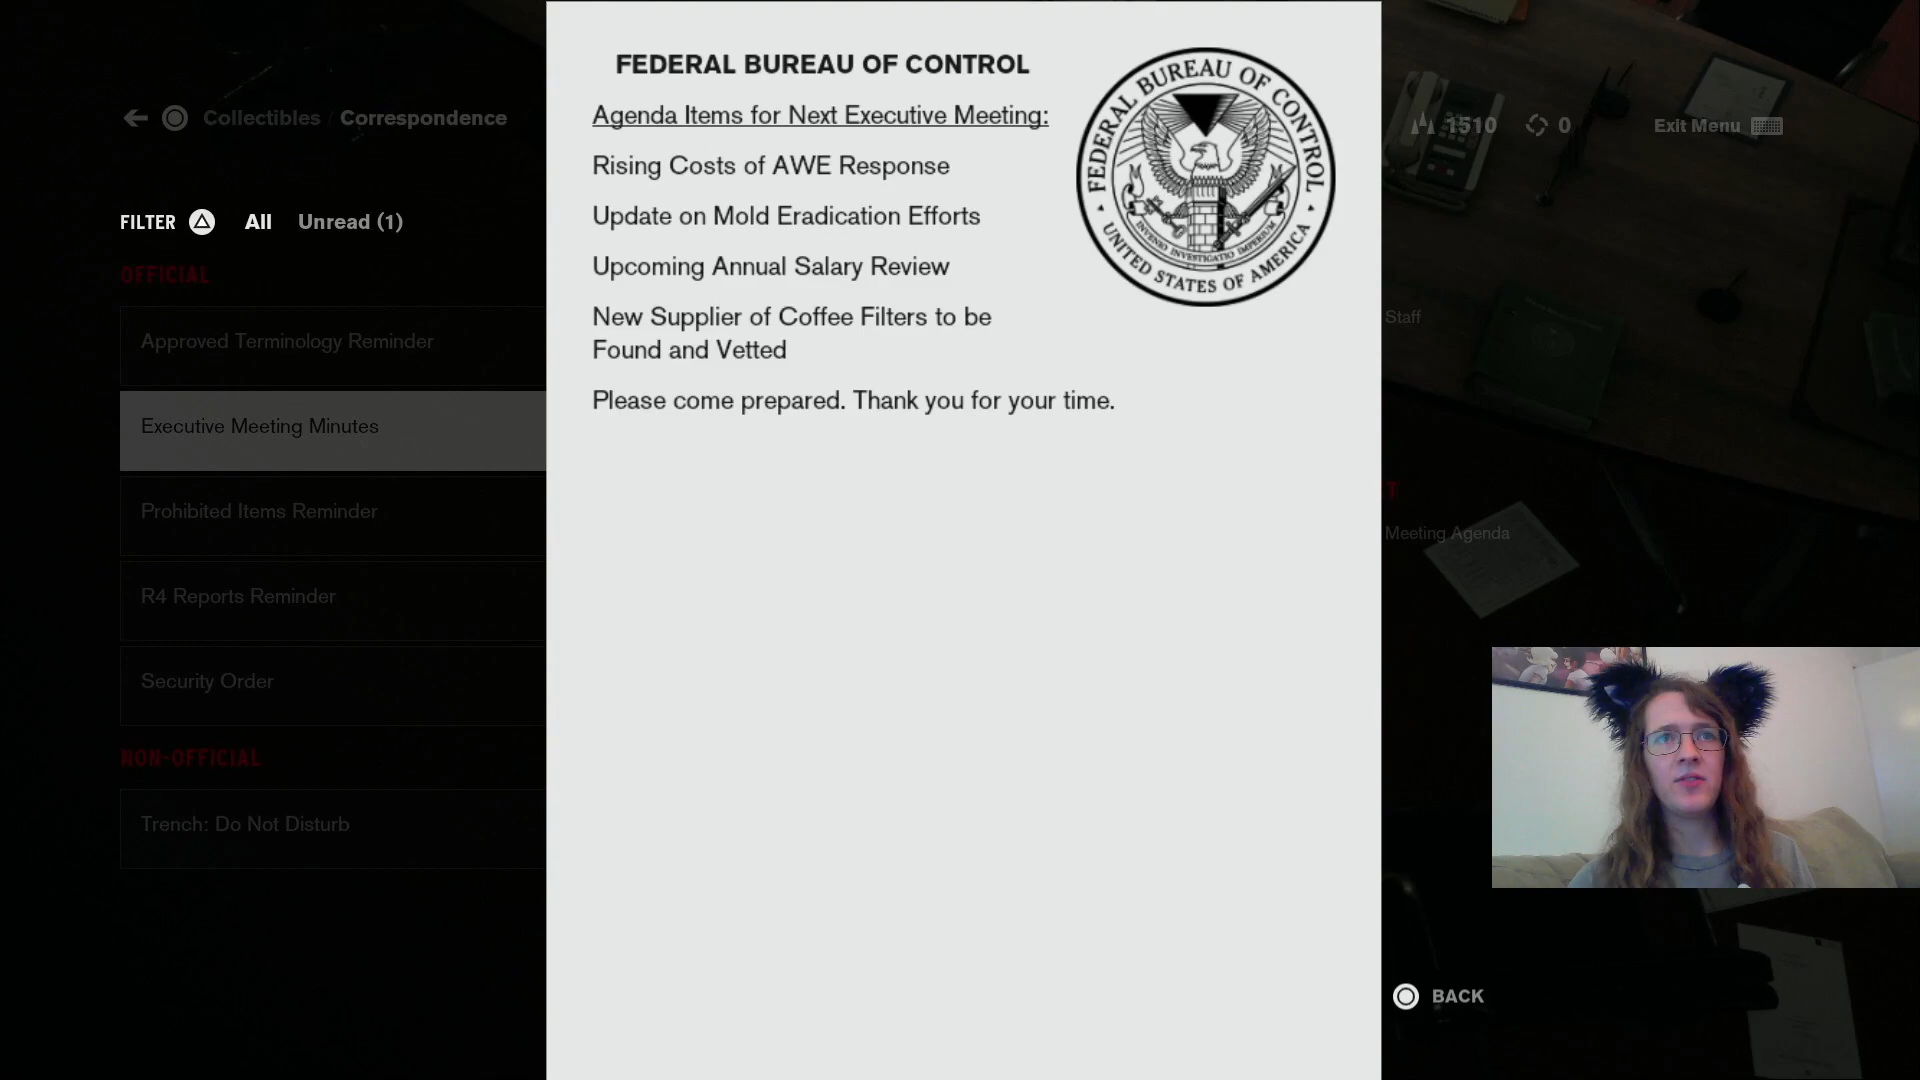 FEDERAL BUREAU OF CONTROL
Agenda Items for Next Executive Meeting:
Rising Costs of AWE Response
Update on Mold Eradication Efforts
Upcoming Annual Salary Review
New Supplier of Coffee Filters to be
Found and Vetted
Please come prepared. Thank you for your time.
FEDERAL BUREAU OF CONTROL
UNITED STATES OF AMERICA
INVENIO INVESTIGATIO IMPERIUM
Collectibles / Correspondence
FILTER All Unread (1)
OFFICIAL
Approved Terminology Reminder
Executive Meeting Minutes
Prohibited Items Reminder
R4 Reports Reminder
Security Order
NON-OFFICIAL
Trench: Do Not Disturb
1510 0 Exit Menu
Staff
T
Meeting Agenda
BACK